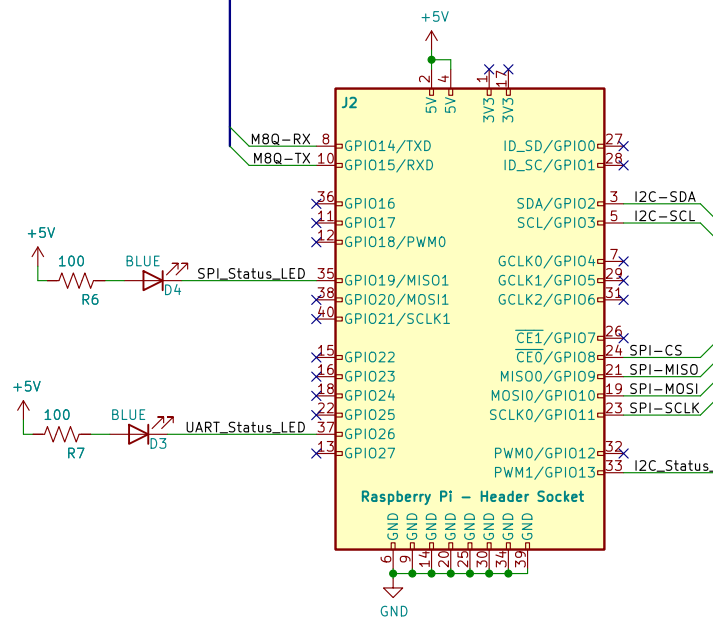 +5V
2
4
1
17
5V
5V
3V3
3V3
J2
M8Q-RX
8
GPIO14/TXD
ID_SD/GPIO0
27
M8Q-TX
10
GPIO15/RXD
ID_SC/GPIO1
28
36
GPIO16
SDA/GPIO2
3
I2C-SDA
11
GPIO17
SCL/GPIO3
5
I2C-SCL
12
GPIO18/PWM0
+5V
100
R6
BLUE
D4
GCLK0/GPIO4
7
SPI_Status_LED
35
GPIO19/MISO1
GCLK1/GPIO5
29
38
GPIO20/MOSI1
GCLK2/GPIO6
31
40
GPIO21/SCLK1
CE1/GPIO7
26
15
GPIO22
CE0/GPIO8
24
SPI-CS
16
GPIO23
MISO0/GPIO9
21
SPI-MISO
18
GPIO24
MOSI0/GPIO10
19
SPI-MOSI
+5V
100
R7
BLUE
D3
22
GPIO25
SCLK0/GPIO11
23
SPI-SCLK
UART_Status_LED
37
GPIO26
13
GPIO27
PWM0/GPIO12
32
PWM1/GPIO13
33
I2C_Status_
Raspberry Pi - Header Socket
GND
GND
GND
GND
GND
GND
GND
GND
6
9
14
20
25
30
34
39
GND